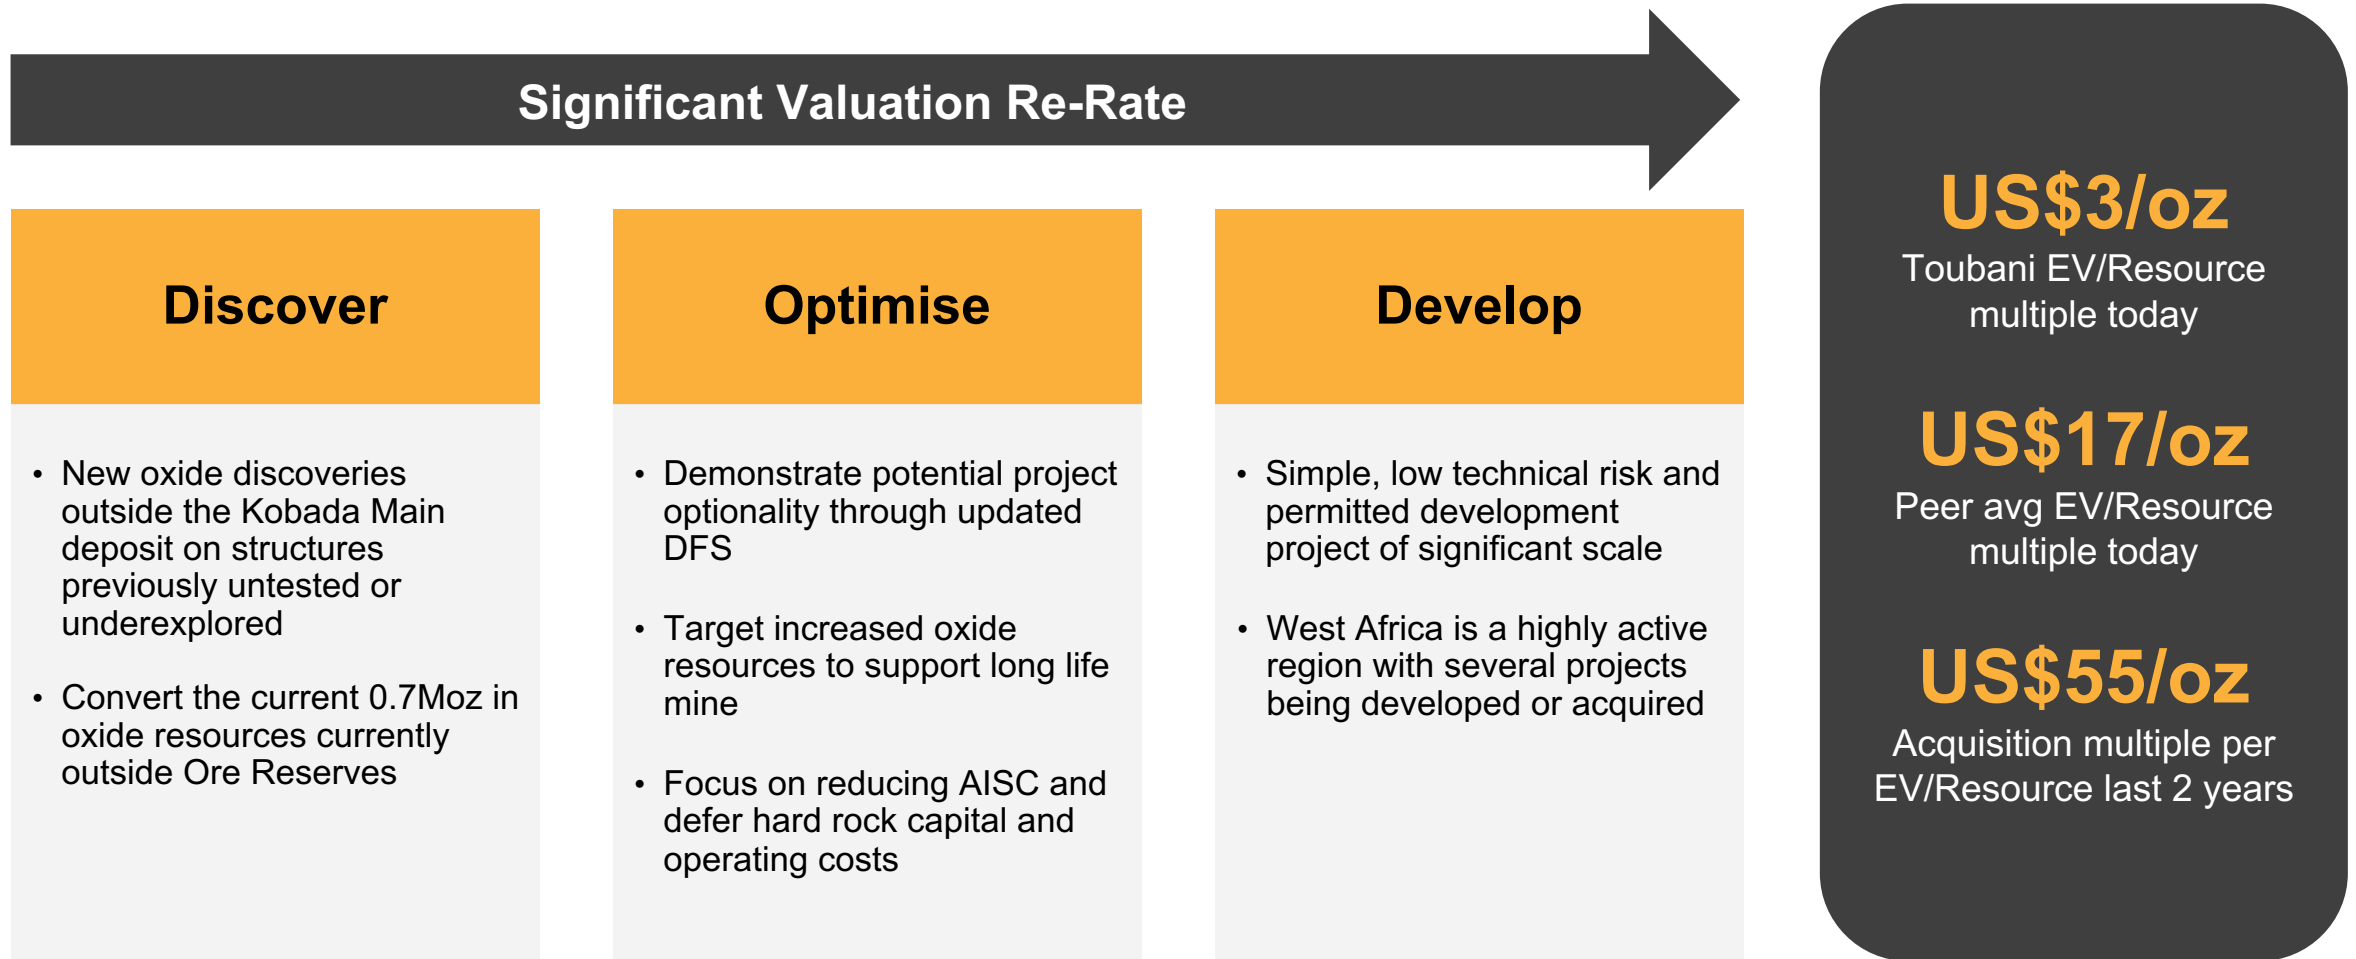 Significant Valuation Re-Rate
Discover
• New oxide discoveries
outside the Kobada Main
deposit on structures
previously untested or
underexplored
• Convert the current 0.7Moz in
oxide resources currently
outside Ore Reserves
Optimise
• Demonstrate potential project
optionality through updated
DFS
• Target increased oxide
resources to support long life
mine
• Focus on reducing AISC and
defer hard rock capital and
operating costs
Develop
• Simple, low technical risk and
permitted development
project of significant scale
• West Africa is a highly active
region with several projects
being developed or acquired
US$3/oz
Toubani EV/Resource
multiple today
US$17/oz
Peer avg EV/Resource
multiple today
US$55/oz
Acquisition multiple per
EV/Resource last 2 years